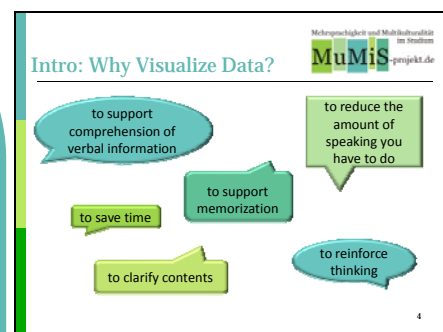 Mehrsprachigkeit und Multikulturalität
im Studium
MuMiS-projekt.de
Intro: Why Visualize Data?
to support
comprehension of
verbal information
to reduce the
amount of
speaking you
have to do
to support
memorization
to save time
to clarify contents
to reinforce
thinking
4